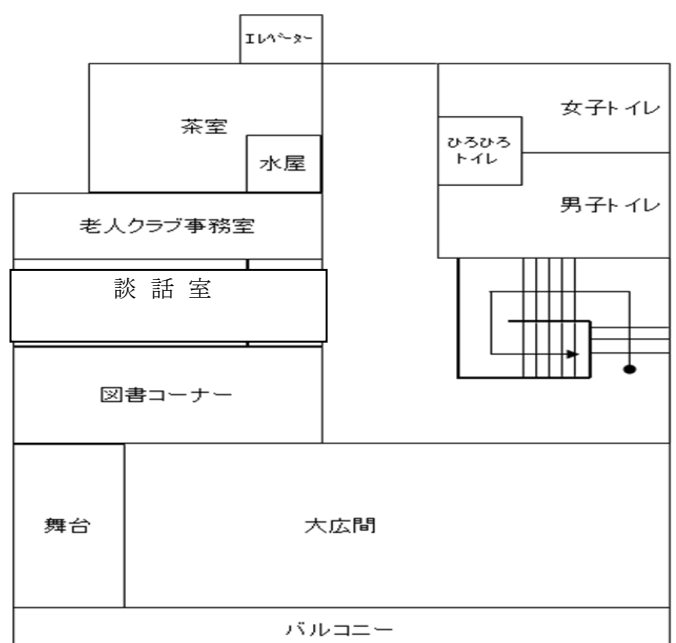 エレベーター
茶室
水屋
女子トイレ
ひろひろ
トイレ
男子トイレ
老人クラブ事務室
談 話 室
図書コーナー
舞台
大広間
バルコニー